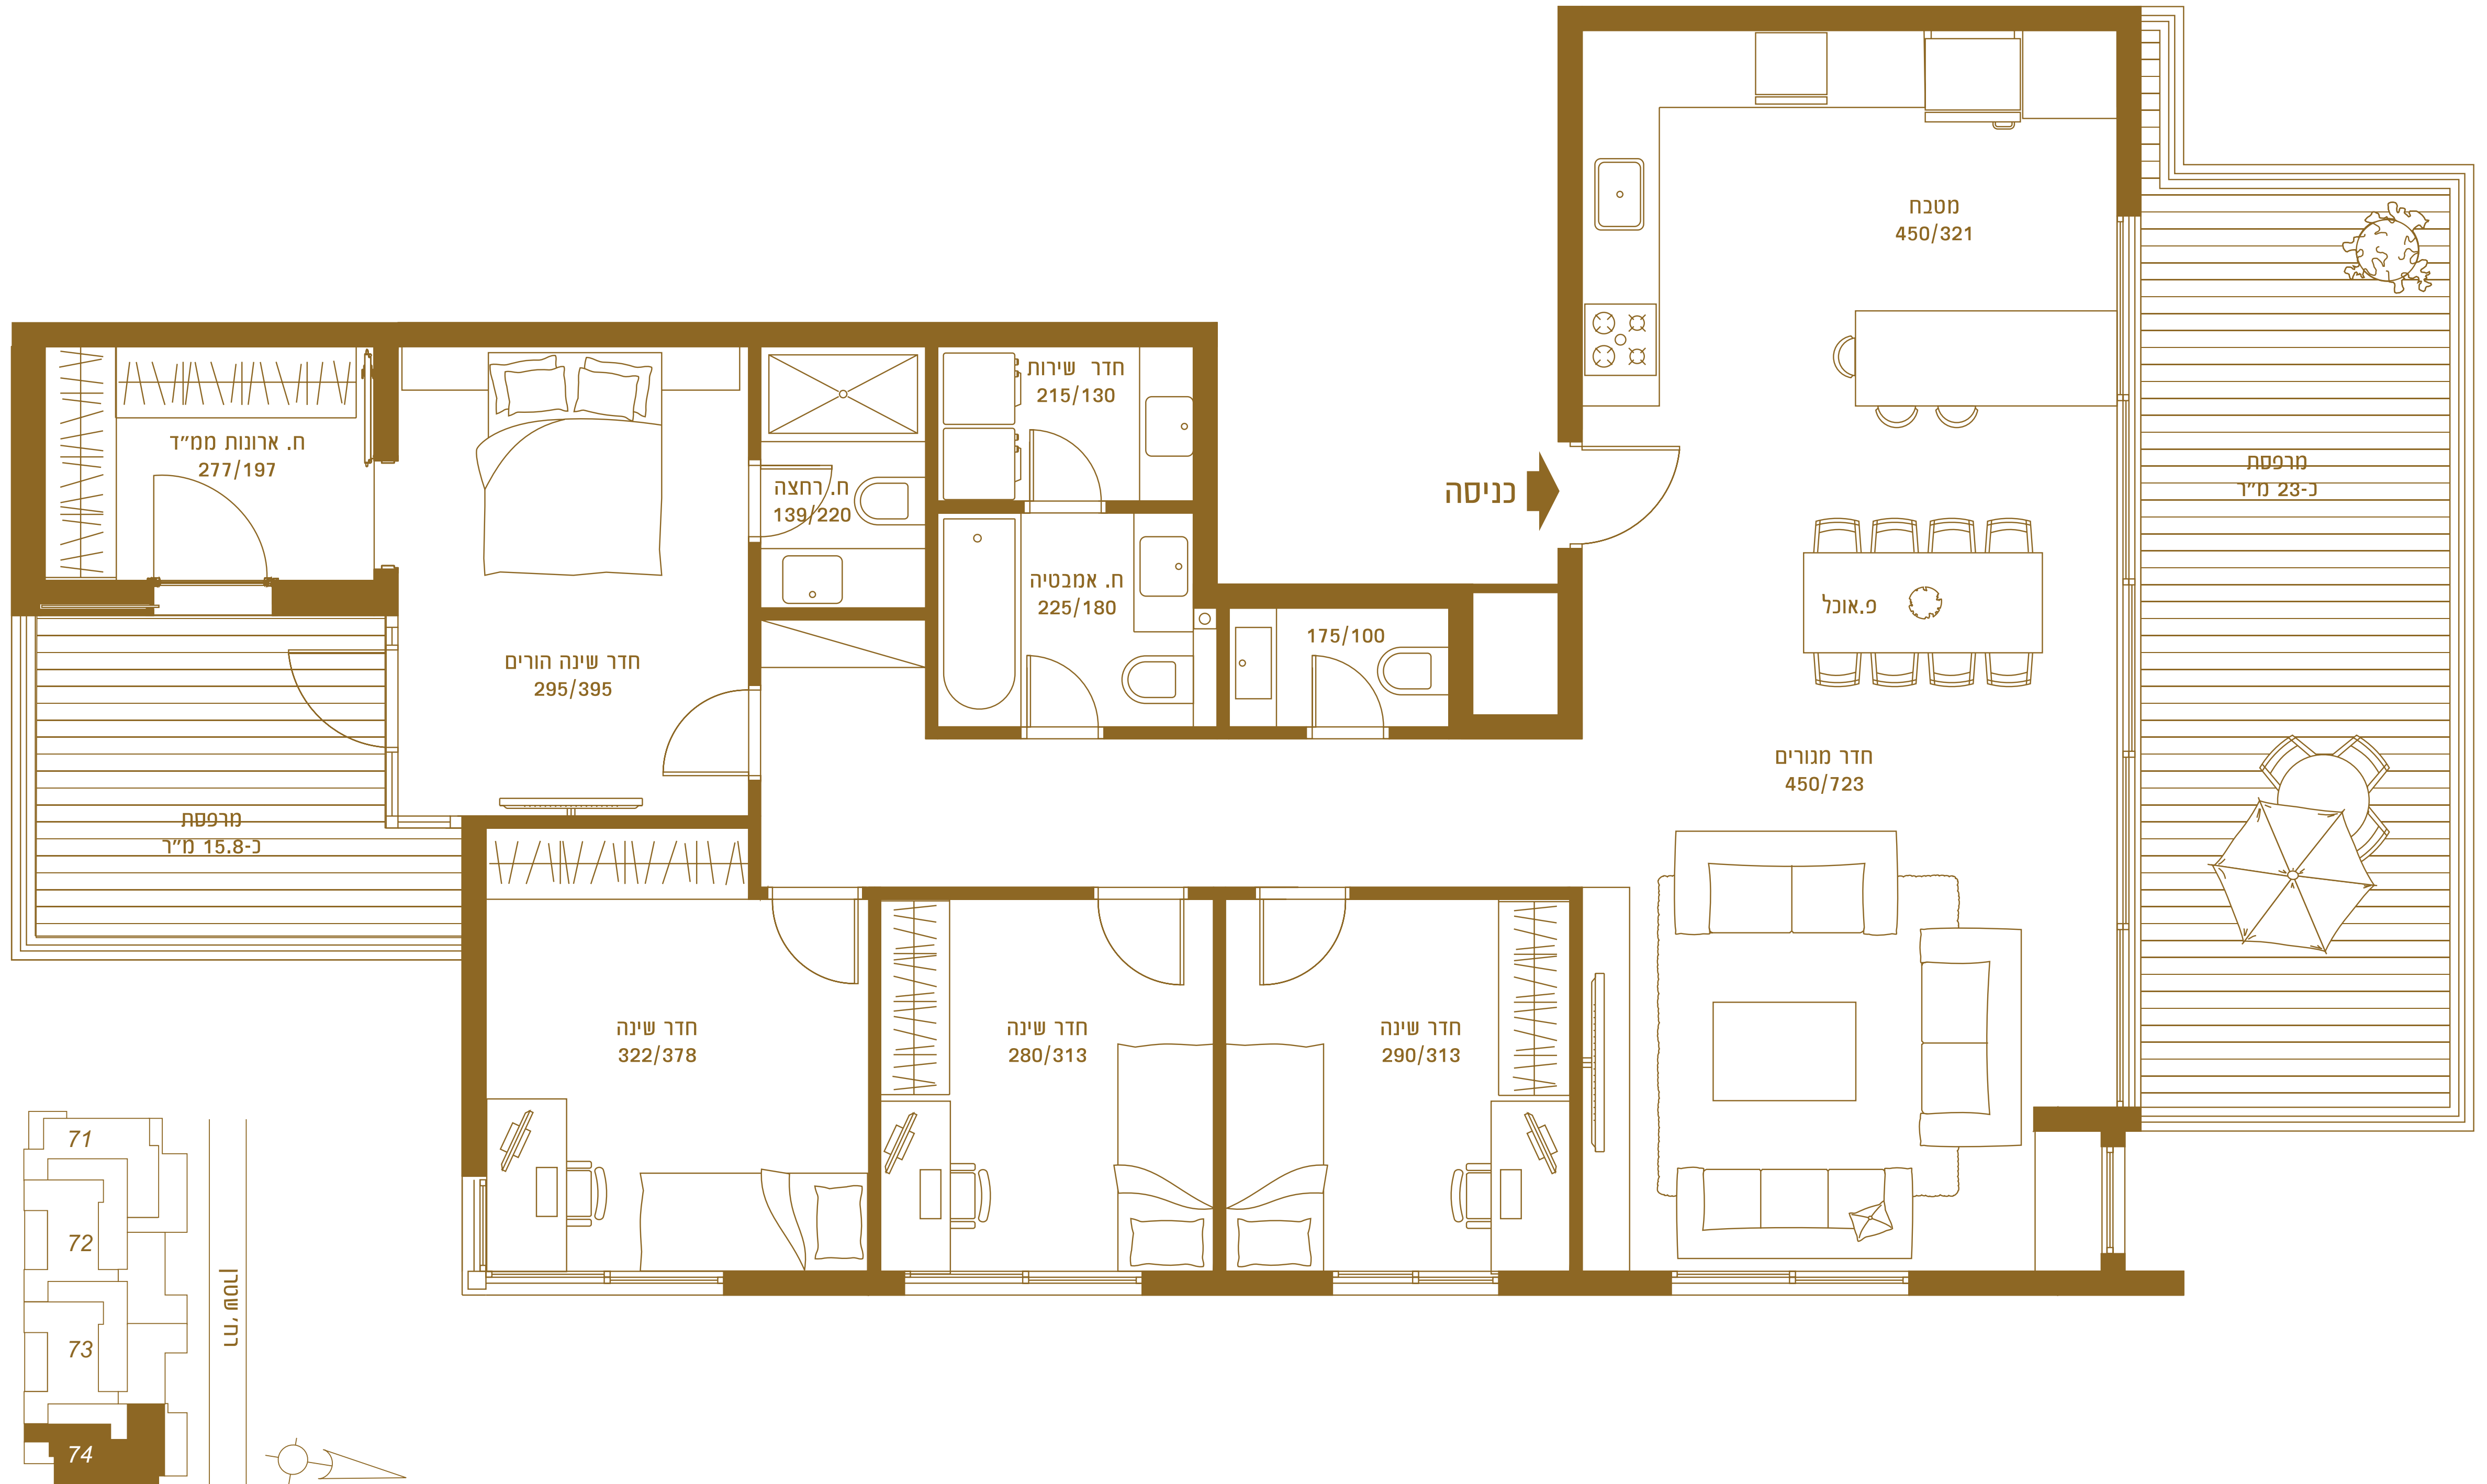 מטבח
450/321
חדר שירות
215/130
ח. ארונות ממ״ד
277/197
ח. רחצה
139/220
כניסה
מרפסת
כ-23 מ״ר
ח. אמבטיה
225/180
175/100
פ.אוכל
חדר שינה הורים
295/395
חדר מגורים
450/723
מרפסת
כ-15.8 מ״ר
חדר שינה
322/378
חדר שינה
280/313
חדר שינה
290/313
71
72
73
74
רח׳ שטרן